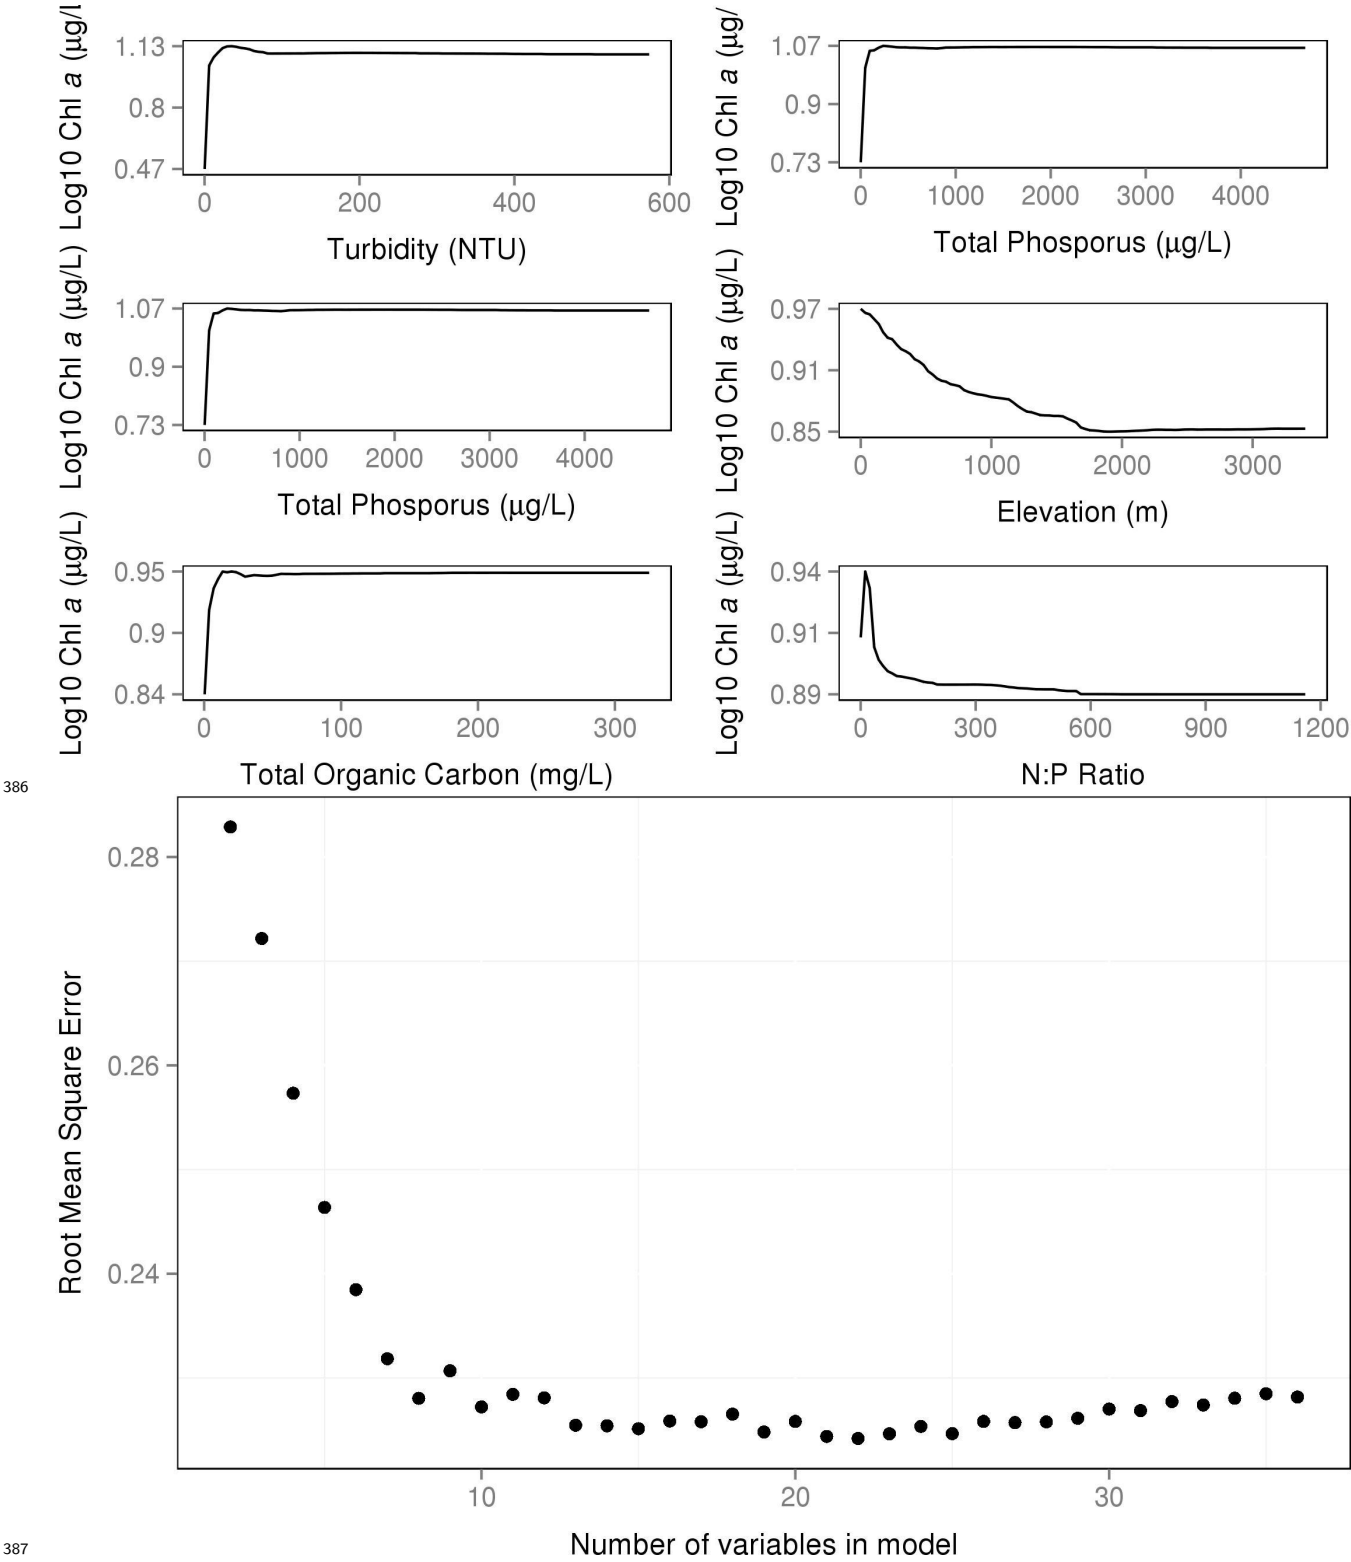 Log10 Chl a (µg/L
1.13
0.8
0.47
0 200 400 600
Turbidity (NTU)
Log10 Chl a (µg/
1.07
0.9
0.73
0 1000 2000 3000 4000
Total Phosporus (µg/L)
Log10 Chl a (µg/L)
1.07
0.9
0.73
0 1000 2000 3000 4000
Total Phosporus (µg/L)
Log10 Chl a (µg/L)
0.97
0.91
0.85
0 1000 2000 3000
Elevation (m)
Log10 Chl a (µg/L)
0.95
0.9
0.84
0 100 200 300
Total Organic Carbon (mg/L)
Log10 Chl a (µg/L)
0.94
0.91
0.89
0 300 600 900 1200
N:P Ratio
386
Root Mean Square Error
0.28
0.26
0.24
10 20 30
Number of variables in model
387